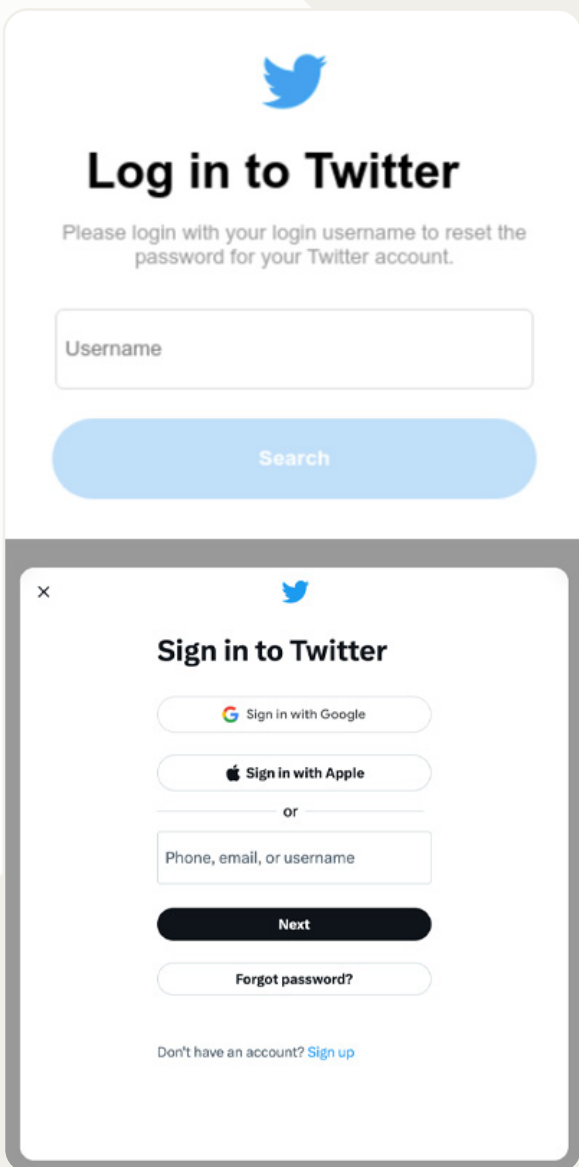 Log in to Twitter
Please login with your login username to reset the
password for your Twitter account.
Username
Search
Sign in to Twitter
Sign in with Google
Sign in with Apple
or
Phone, email, or username
Next
Forgot password?
Don't have an account? Sign up